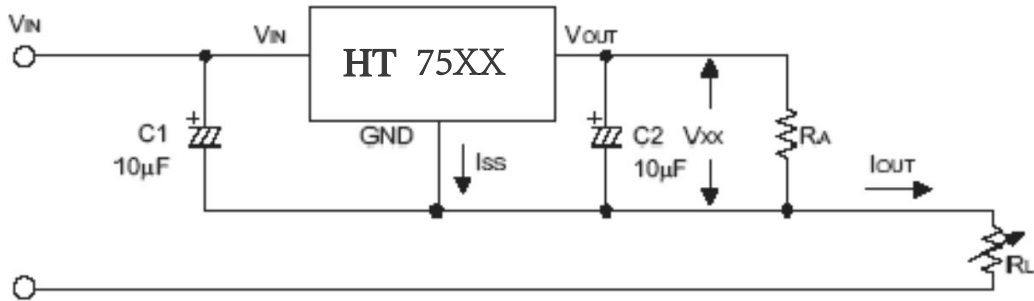 VIN
VIN
HT 75XX
VOUT
GND
ISS
+
C1
10μF
+
C2
10μF
VXX
RA
IOUT
RL